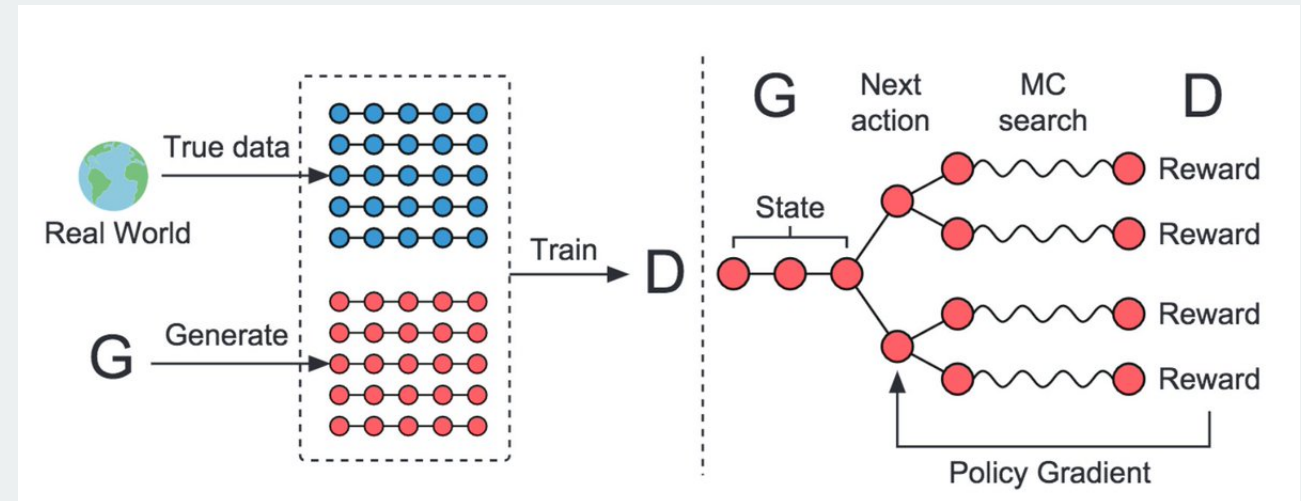 True data
Real World
Generate
G
Train
D
G
Next
action
MC
search
D
State
Reward
Reward
Reward
Reward
Policy Gradient